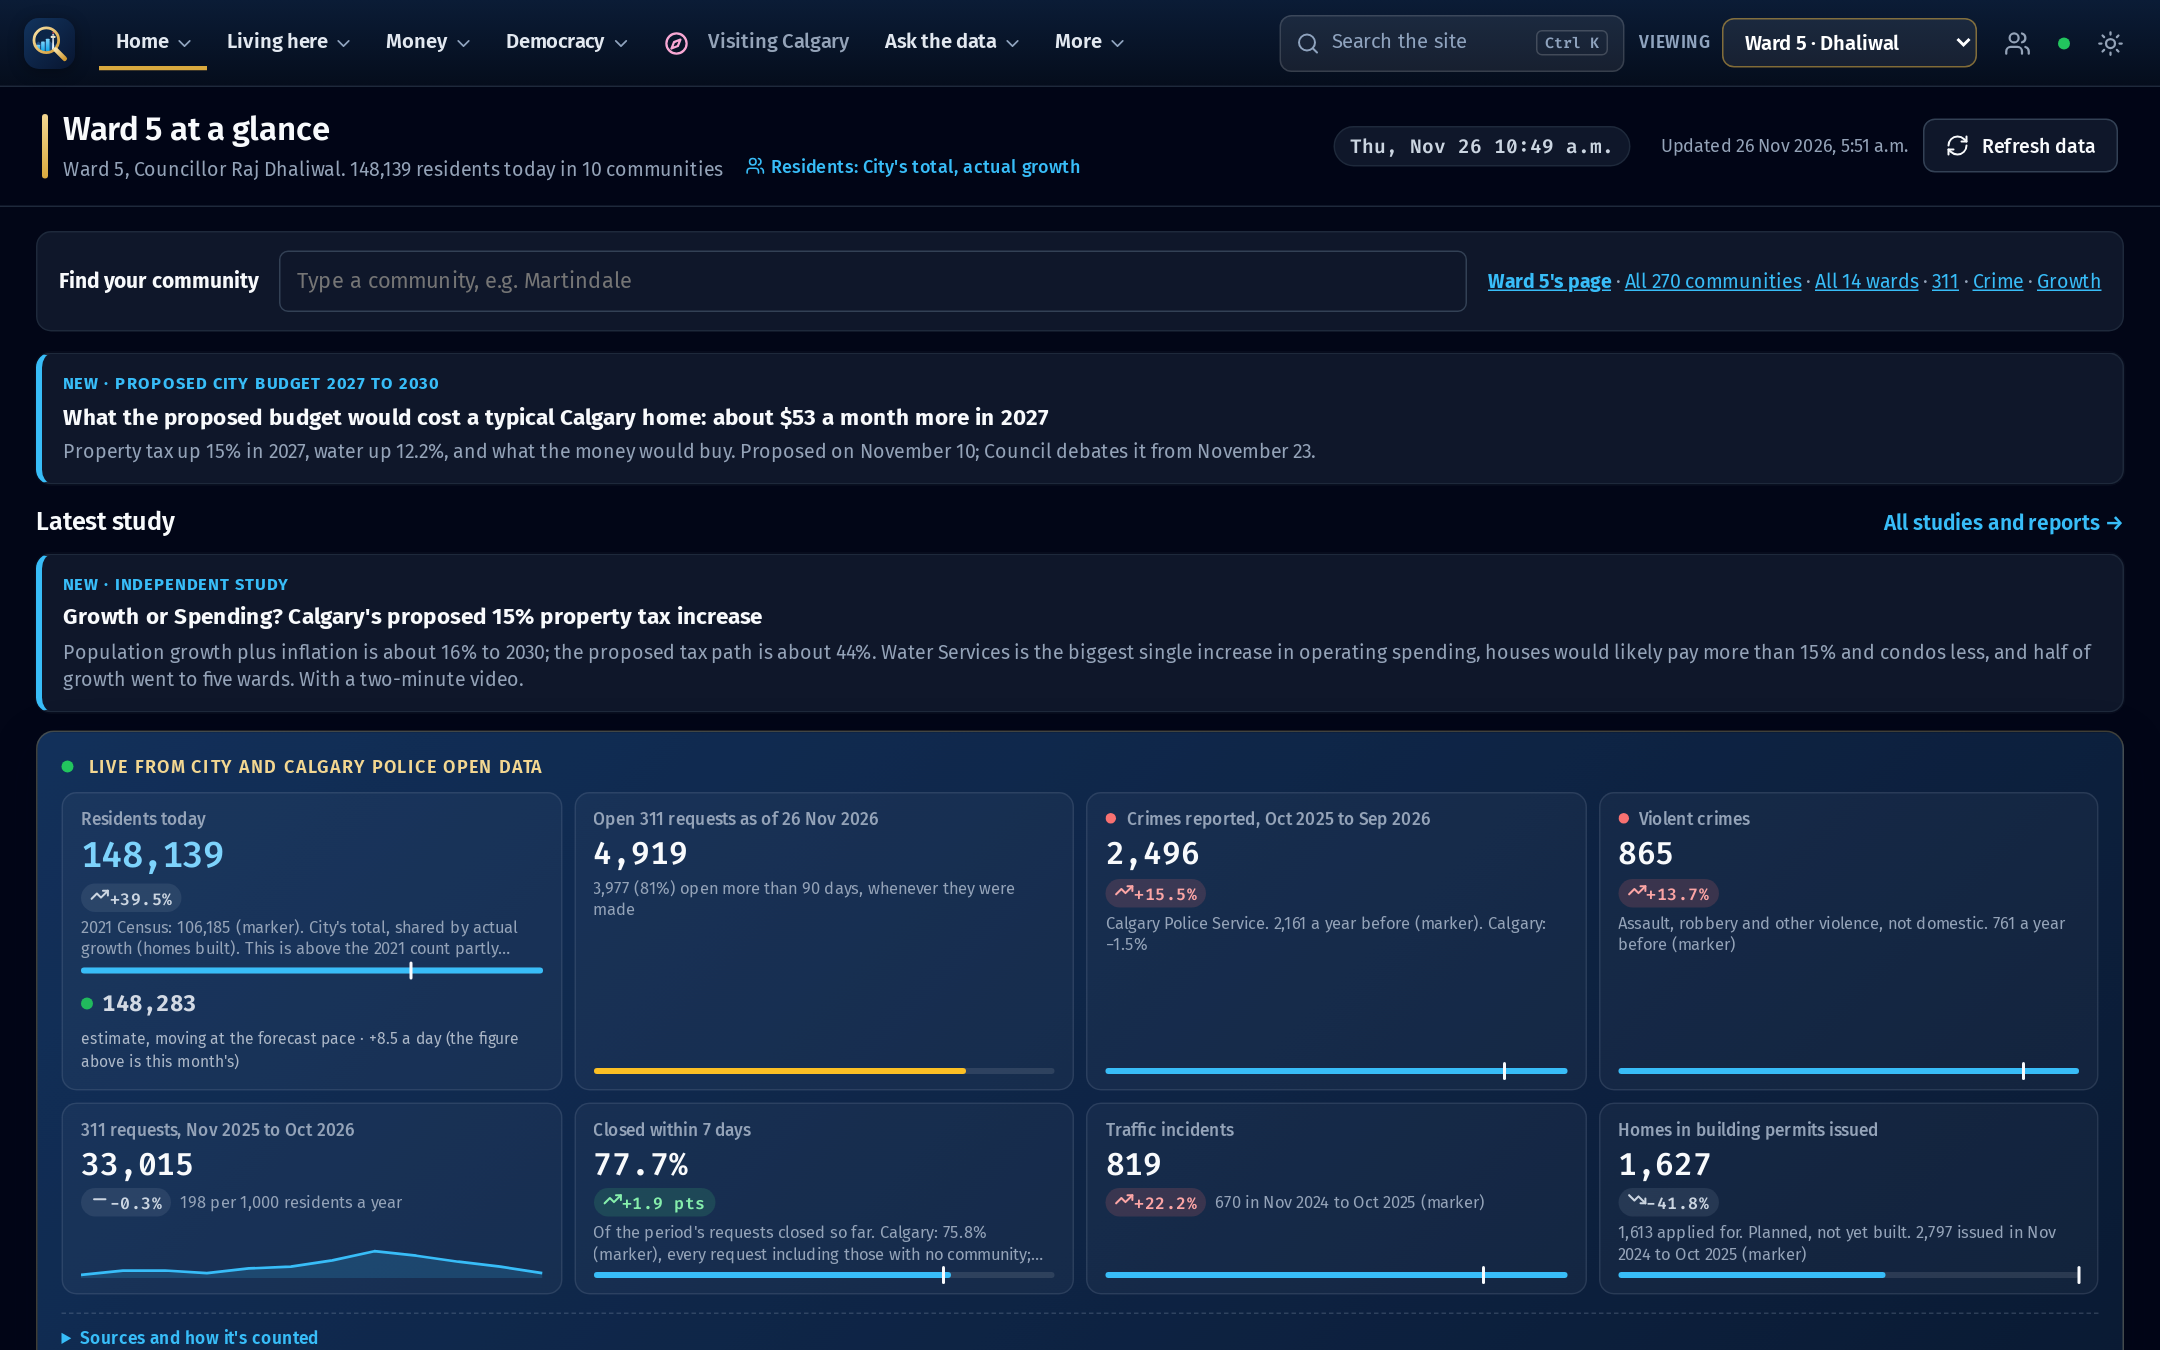 Home
Living here
Money
Democracy
Visiting Calgary
Ask the data
More
Search the site
Ctrl K
VIEWING
Ward 5 · Dhaliwal
Ward 5 at a glance
Ward 5, Councillor Raj Dhaliwal. 148,139 residents today in 10 communities
Residents: City's total, actual growth
Thu, Nov 26 10:49 a.m.
Updated 26 Nov 2026, 5:51 a.m.
Refresh data
Find your community
Type a community, e.g. Martindale
Ward 5's page · All 270 communities · All 14 wards · 311 · Crime · Growth
NEW · PROPOSED CITY BUDGET 2027 TO 2030
What the proposed budget would cost a typical Calgary home: about $53 a month more in 2027
Property tax up 15% in 2027, water up 12.2%, and what the money would buy. Proposed on November 10; Council debates it from November 23.
Latest study
All studies and reports →
NEW · INDEPENDENT STUDY
Growth or Spending? Calgary's proposed 15% property tax increase
Population growth plus inflation is about 16% to 2030; the proposed tax path is about 44%. Water Services is the biggest single increase in operating spending, houses would likely pay more than 15% and condos less, and half of
growth went to five wards. With a two-minute video.
LIVE FROM CITY AND CALGARY POLICE OPEN DATA
Residents today
148,139
+39.5%
2021 Census: 106,185 (marker). City's total, shared by actual
growth (homes built). This is above the 2021 count partly...
148,283
estimate, moving at the forecast pace · +8.5 a day (the figure
above is this month's)
Open 311 requests as of 26 Nov 2026
4,919
3,977 (81%) open more than 90 days, whenever they were
made
Crimes reported, Oct 2025 to Sep 2026
2,496
+15.5%
Calgary Police Service. 2,161 a year before (marker). Calgary:
−1.5%
Violent crimes
865
+13.7%
Assault, robbery and other violence, not domestic. 761 a year
before (marker)
311 requests, Nov 2025 to Oct 2026
33,015
-0.3%
198 per 1,000 residents a year
Closed within 7 days
77.7%
+1.9 pts
Of the period's requests closed so far. Calgary: 75.8%
(marker), every request including those with no community;...
Traffic incidents
819
+22.2%
670 in Nov 2024 to Oct 2025 (marker)
Homes in building permits issued
1,627
-41.8%
1,613 applied for. Planned, not yet built. 2,797 issued in Nov
2024 to Oct 2025 (marker)
Sources and how it's counted